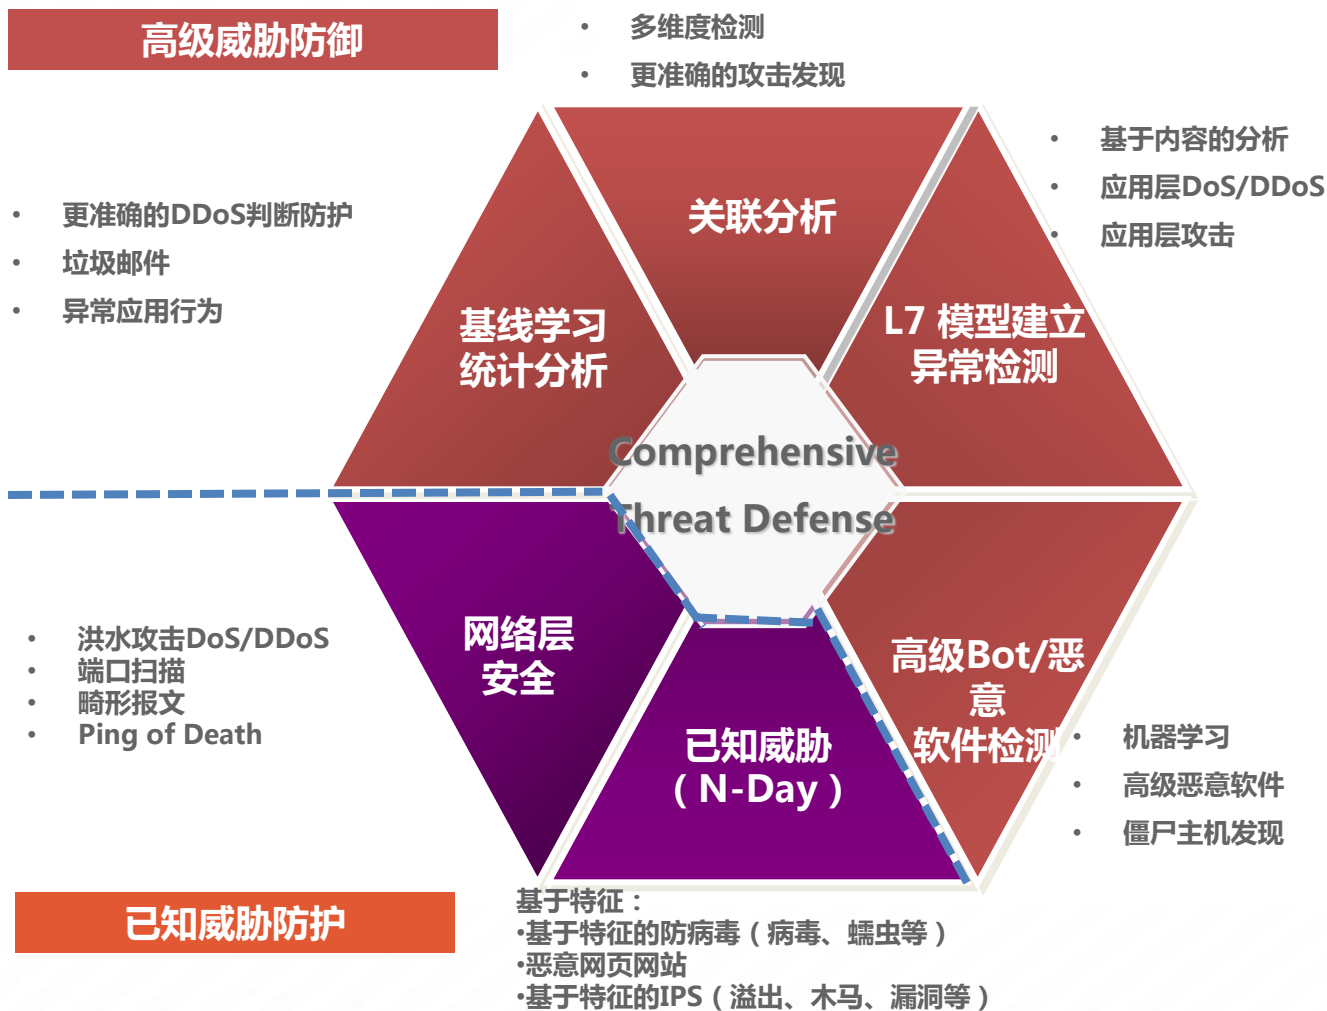 高级威胁防御
• 多维度检测
• 更准确的攻击发现
• 基于内容的分析
• 应用层DoS/DDoS
• 应用层攻击
• 更准确的DDoS判断防护
• 垃圾邮件
• 异常应用行为
关联分析
基线学习
统计分析
L7 模型建立
异常检测
Comprehensive
Threat Defense
网络层
安全
• 洪水攻击DoS/DDoS
• 端口扫描
• 畸形报文
• Ping of Death
已知威胁
（N-Day）
高级Bot/恶
意
软件检测
• 机器学习
• 高级恶意软件
• 僵尸主机发现
已知威胁防护
基于特征：
•基于特征的防病毒（病毒、蠕虫等）
•恶意网页网站
•基于特征的IPS（溢出、木马、漏洞等）